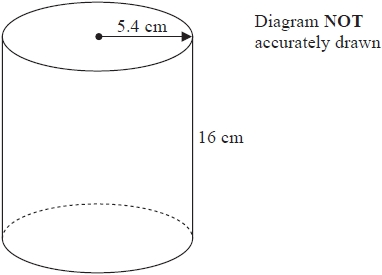 5.4 cm
Diagram NOT
accurately drawn
16 cm